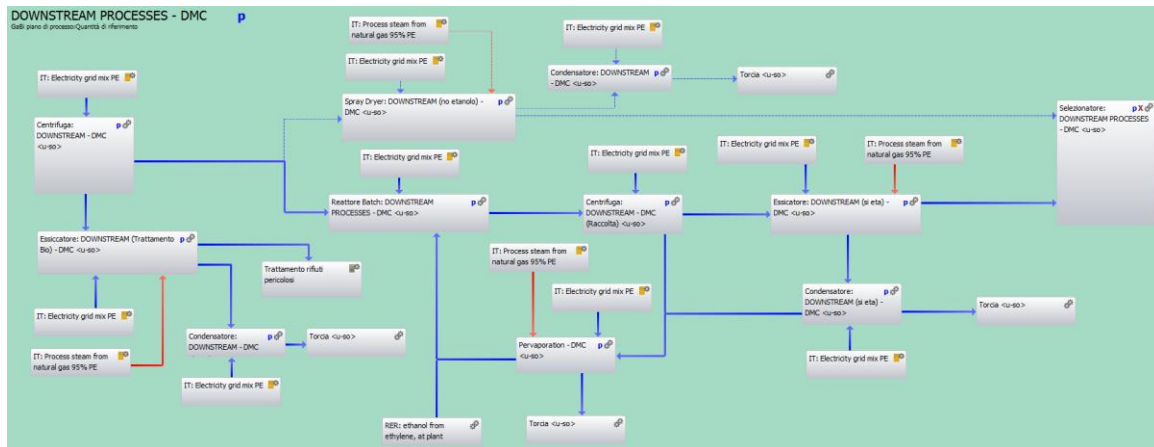 DOWNSTREAM PROCESSES - DMC p
GaBi piano di processo:Quantità di riferimento
IT: Process steam from
natural gas 95% PE
IT: Electricity grid mix PE
IT: Electricity grid mix PE
IT: Electricity grid mix PE
Condensatore: DOWNSTREAM p
- DMC <u-so>
Torcia <u-so>
Spray Dryer: DOWNSTREAM (no etanolo) - p
DMC <u-so>
Selezionatore: p X
DOWNSTREAM PROCESSES
- DMC <u-so>
Centrifuga: p
DOWNSTREAM - DMC
<u-so>
IT: Electricity grid mix PE
IT: Electricity grid mix PE
IT: Electricity grid mix PE
IT: Process steam from
natural gas 95% PE
Reattore Batch: DOWNSTREAM p
PROCESSES - DMC <u-so>
Centrifuga: p
DOWNSTREAM - DMC
(Raccolta) <u-so>
Essicatore: DOWNSTREAM (si eta) - p
DMC <u-so>
Essiccatore: DOWNSTREAM (Trattamento p
Bio) - DMC <u-so>
Trattamento rifiuti
pericolosi
IT: Process steam from
natural gas 95% PE
IT: Electricity grid mix PE
Condensatore: p
DOWNSTREAM (si eta) -
DMC <u-so>
Torcia <u-so>
IT: Electricity grid mix PE
Condensatore: p
DOWNSTREAM - DMC
Torcia <u-so>
Pervaporation - DMC p
<u-so>
IT: Process steam from
natural gas 95% PE
IT: Electricity grid mix PE
IT: Electricity grid mix PE
RER: ethanol from
ethylene, at plant
Torcia <u-so>